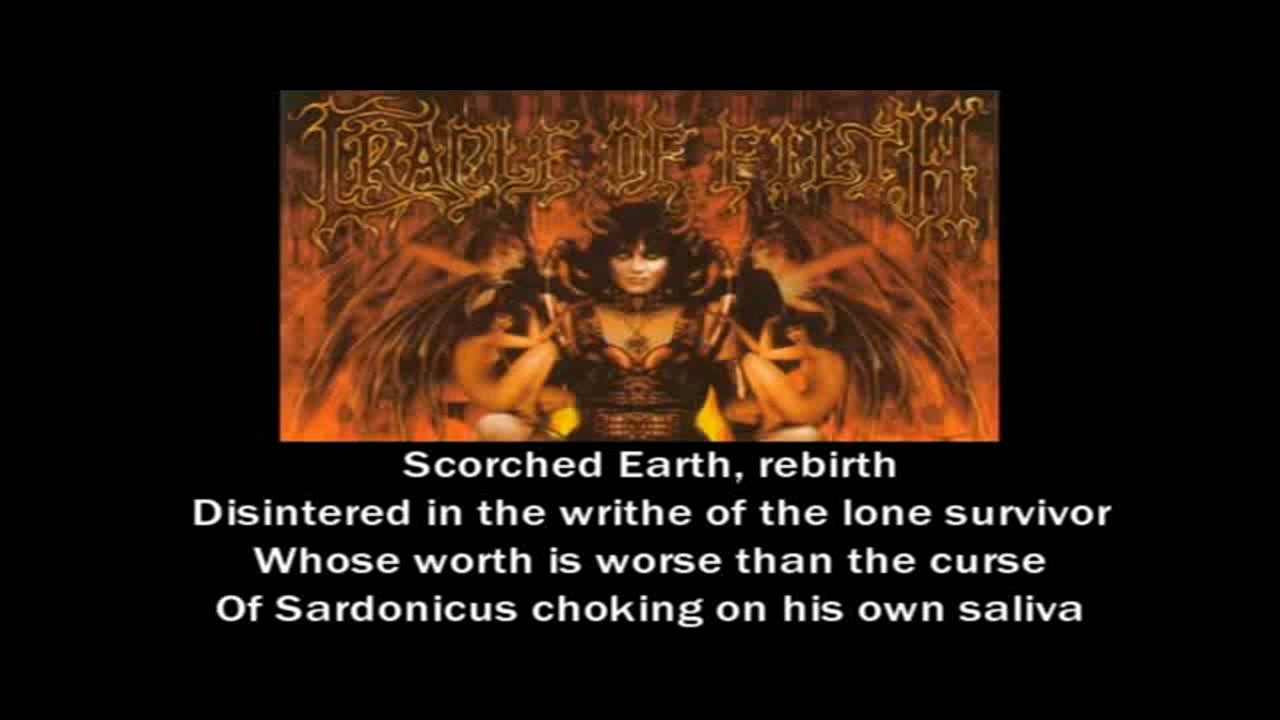 CRADLE OF FILTH
Scorched Earth, rebirth
Disintered in the writhe of the lone survivor
Whose worth is worse than the curse
Of Sardonicus choking on his own saliva